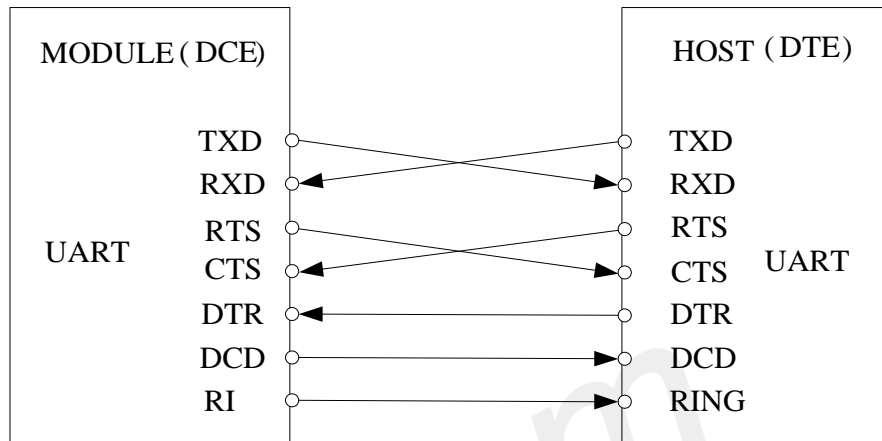 MODULE (DCE)
HOST (DTE)
TXD
TXD
RXD
RXD
RTS
RTS
UART
CTS
CTS
UART
DTR
DTR
DCD
DCD
RI
RING